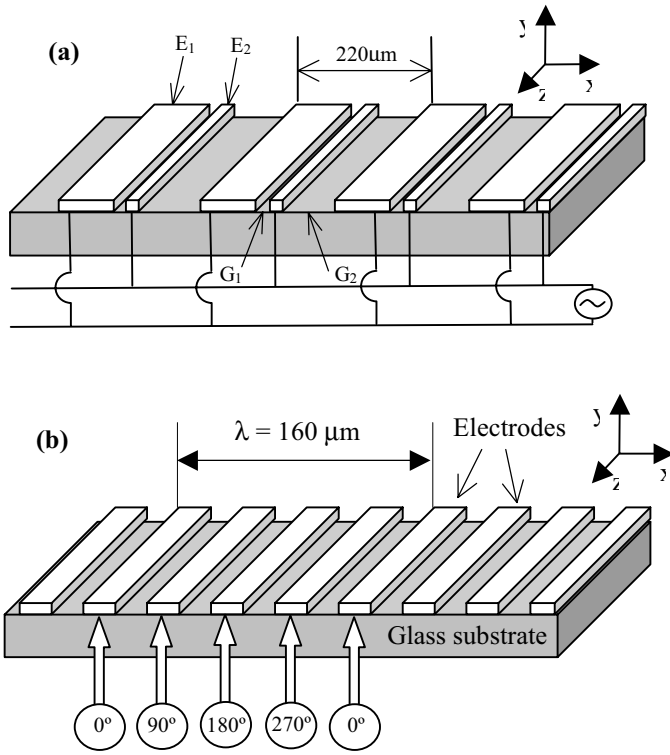 (a)
E₁
E₂
220um
y
x
z
G₁
G₂
(b)
λ = 160 μm
Electrodes
y
x
z
Glass substrate
0º
90º
180º
270º
0º